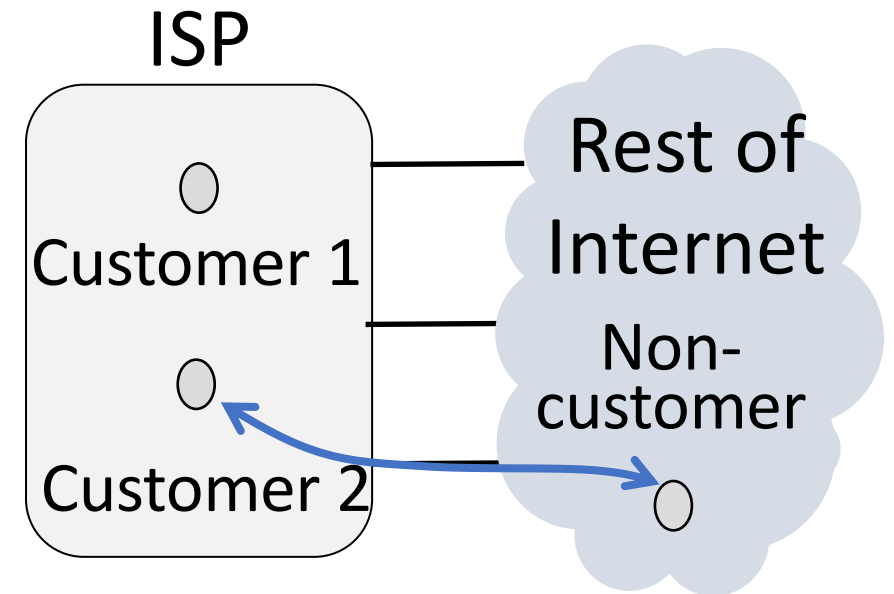 ISP
Customer 1
Customer 2
Rest of
Internet
Non-
customer